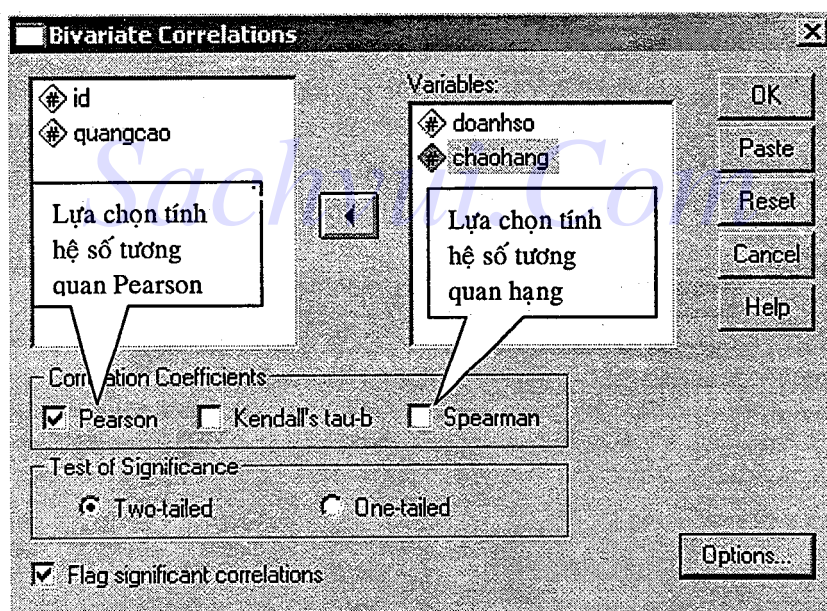 Bivariate Correlations
id
quangcao
Lựa chọn tính
hệ số tương
quan Pearson
Variables:
doanhso
chaohang
Lựa chọn tính
hệ số tương
quan hạng
OK
Paste
Reset
Cancel
Help
Sachvui.Com
Correlation Coefficients
Pearson
Kendall's tau-b
Spearman
Test of Significance
Two-tailed
One-tailed
Flag significant correlations
Options...